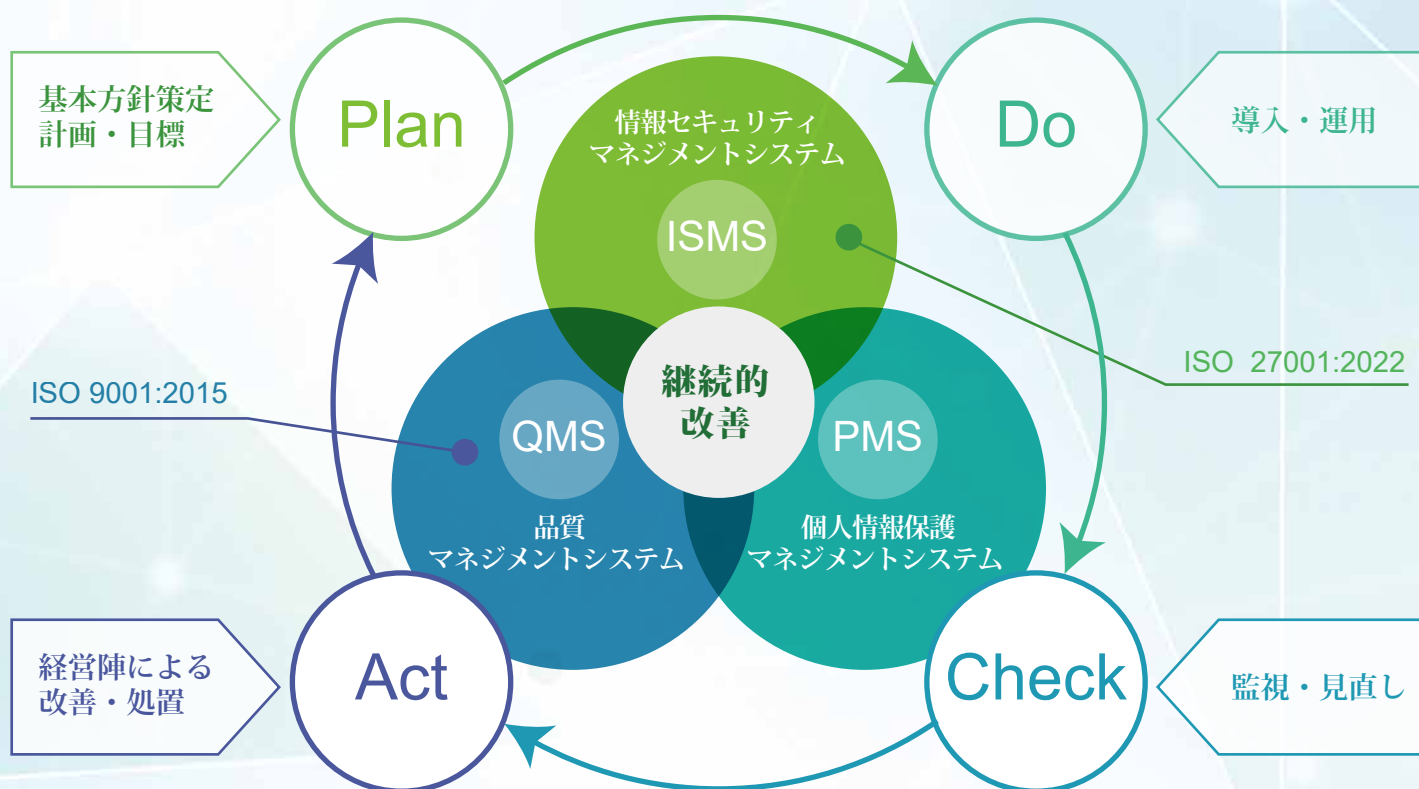 基本方針策定
計画・目標
Plan
情報セキュリティ
マネジメントシステム
ISMS
Do
導入・運用
ISO 27001:2022
ISO 9001:2015
継続的
改善
QMS
品質
マネジメントシステム
PMS
個人情報保護
マネジメントシステム
経営陣による
改善・処置
Act
Check
監視・見直し